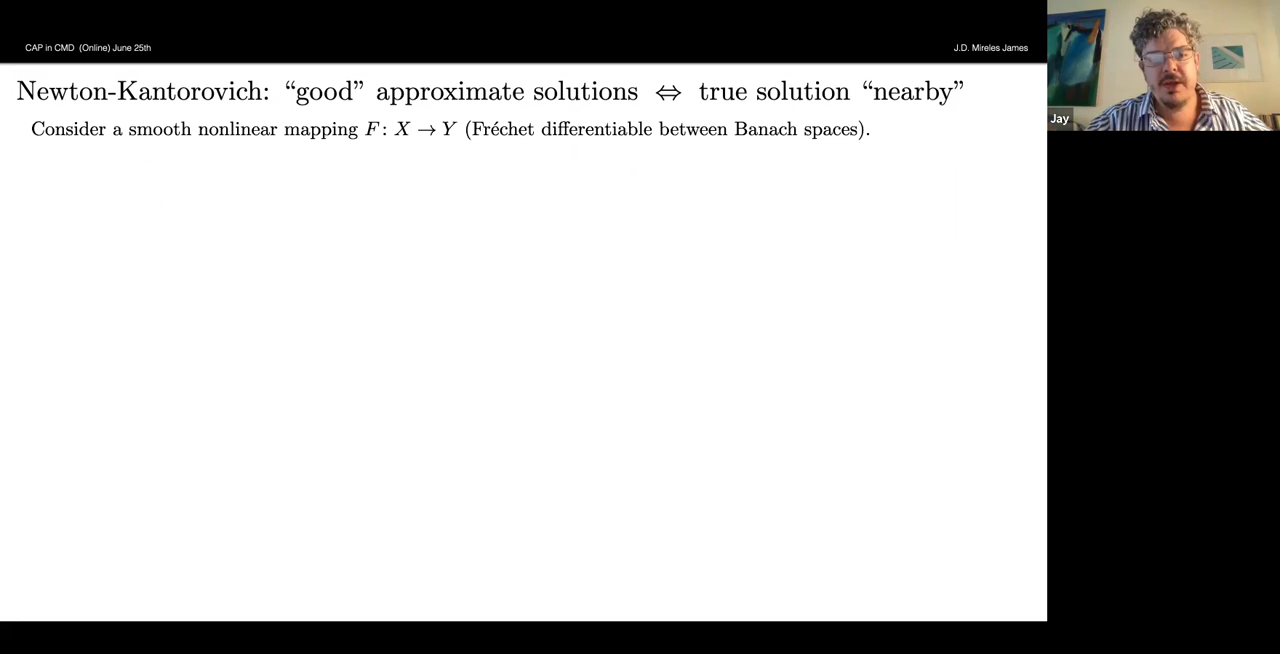 CAP in CMD (Online) June 25th
J.D. Mireles James
Newton-Kantorovich: “good” approximate solutions ⇔ true solution “nearby”
Consider a smooth nonlinear mapping F: X → Y (Fréchet differentiable between Banach spaces).
Jay